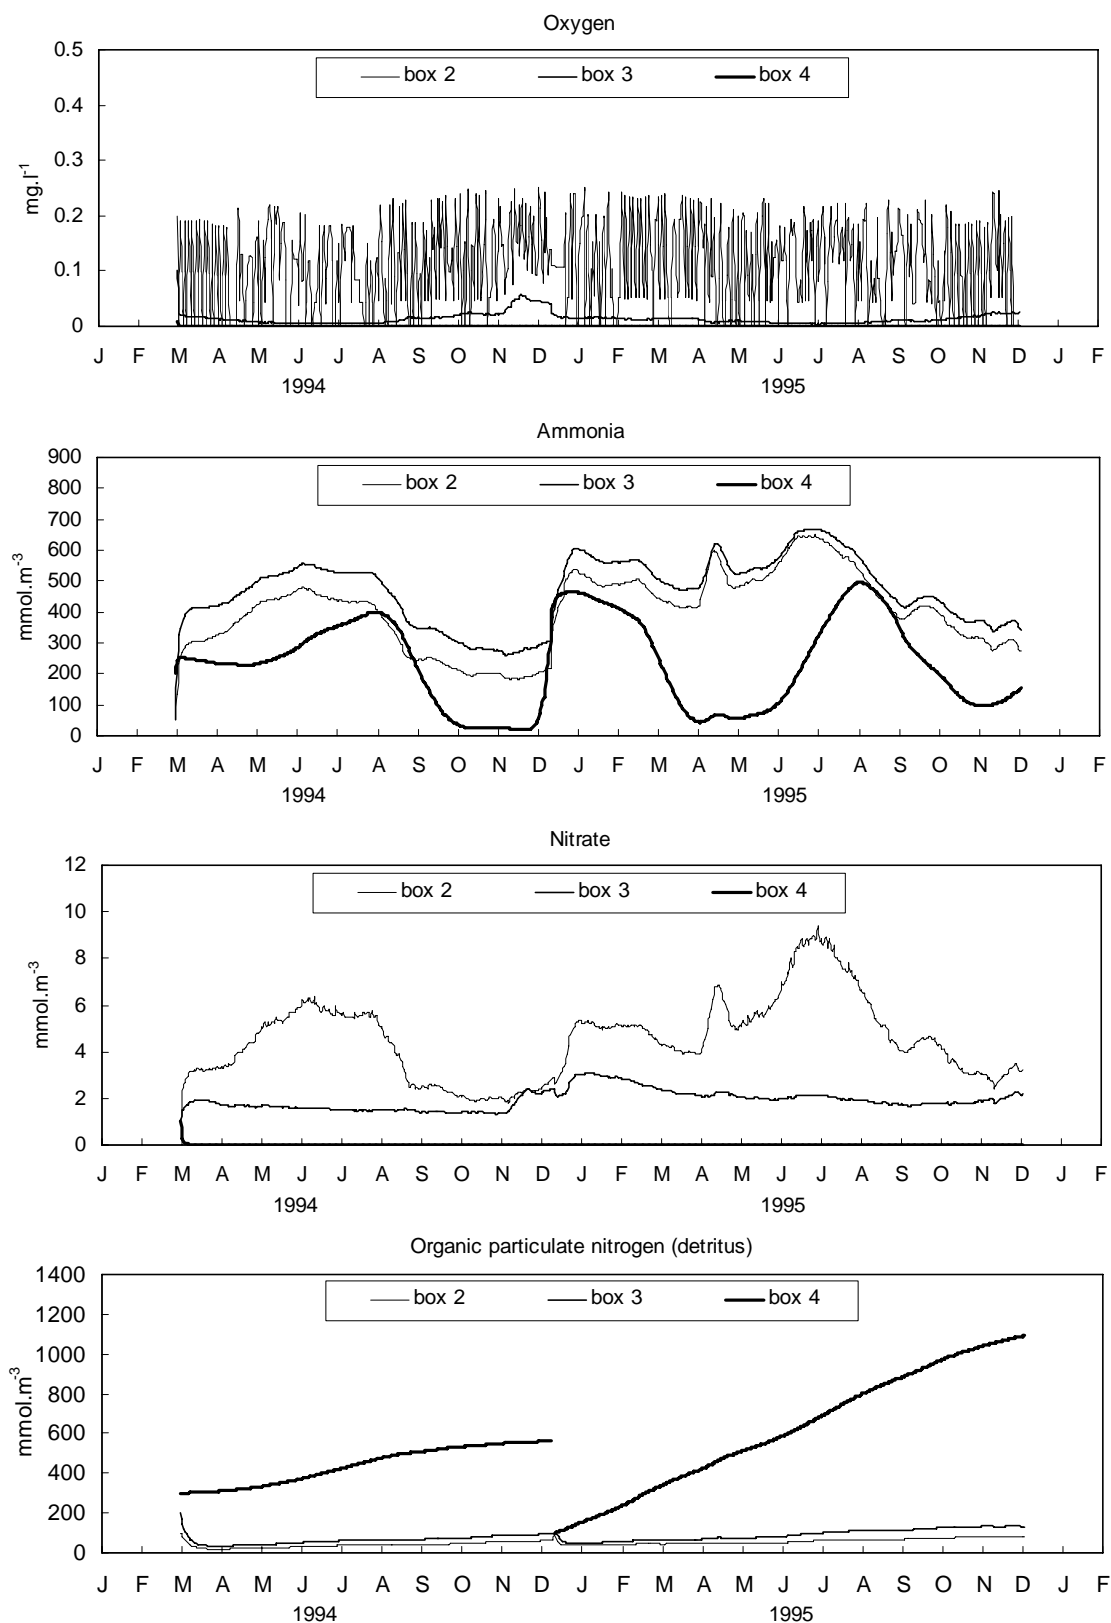 Oxygen
box 2 box 3 box 4
0.5
0.4
0.3
0.2
0.1
0
mg.l-1
J F M A M J J A S O N D J F M A M J J A S O N D J F
1994 1995
Ammonia
box 2 box 3 box 4
900
800
700
600
500
400
300
200
100
0
mmol.m-3
J F M A M J J A S O N D J F M A M J J A S O N D J F
1994 1995
Nitrate
box 2 box 3 box 4
12
10
8
6
4
2
0
mmol.m-3
J F M A M J J A S O N D J F M A M J J A S O N D J F
1994 1995
Organic particulate nitrogen (detritus)
box 2 box 3 box 4
1400
1200
1000
800
600
400
200
0
mmol.m-3
J F M A M J J A S O N D J F M A M J J A S O N D J F
1994 1995